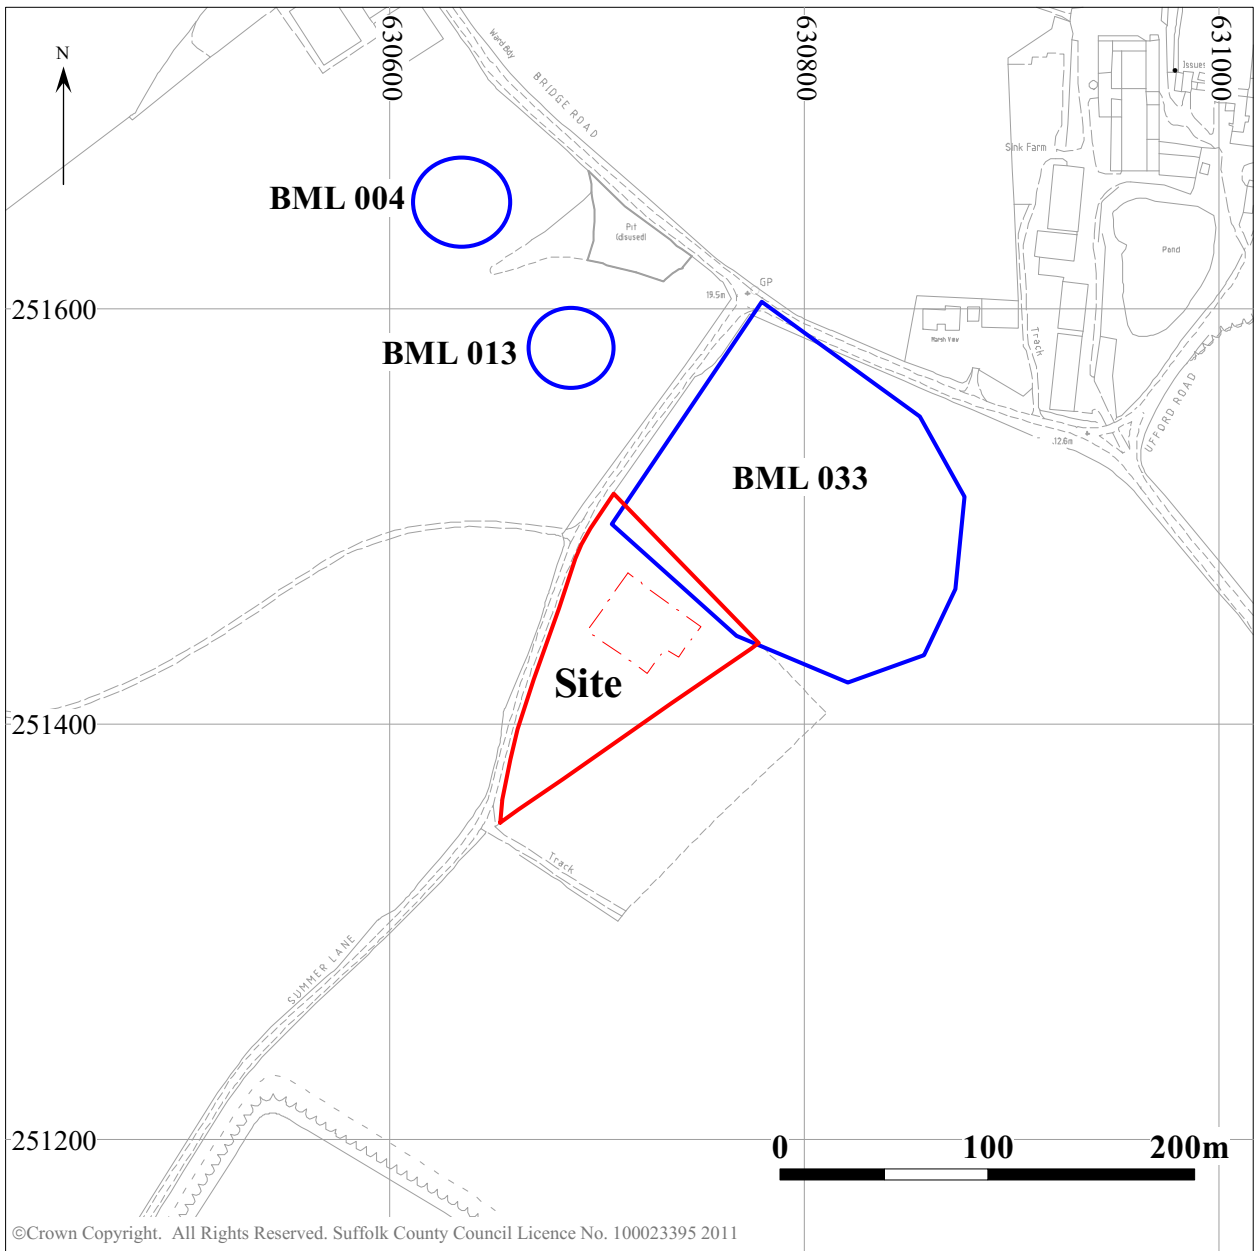 N
630600
630800
631000
Ward Bdy
BRIDGE ROAD
Issues
Sink Farm
BML 004
Pit
(disused)
Pond
GP
19.5m
251600
Marsh View
Track
BML 013
UFFORD ROAD
12.6m
BML 033
Site
251400
Track
SUMMER LANE
251200
0 100 200m
©Crown Copyright. All Rights Reserved. Suffolk County Council Licence No. 100023395 2011